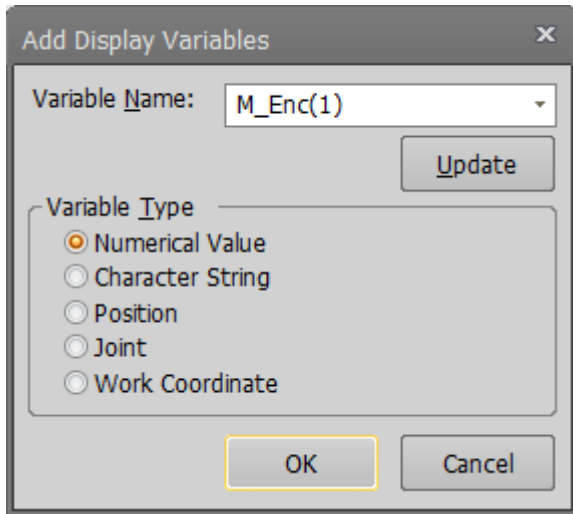 Add Display Variables
Variable Name: M_Enc(1)
Update
Variable Type
Numerical Value
Character String
Position
Joint
Work Coordinate
OK Cancel